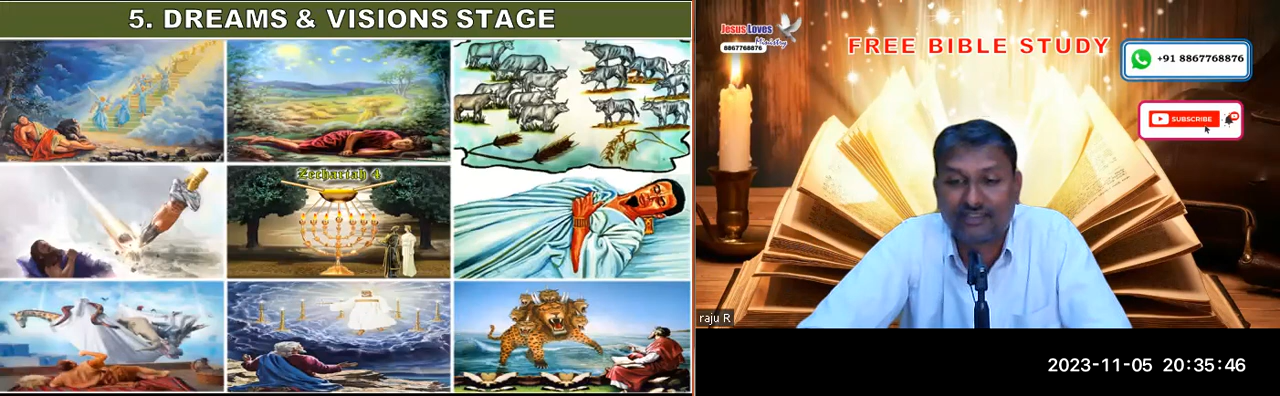 5. DREAMS & VISIONS STAGE
Zechariah 4
Jesus Loves
Ministry
8867768876
FREE BIBLE STUDY
+91 8867768876
SUBSCRIBE
raju R
2023-11-05 20:35:46